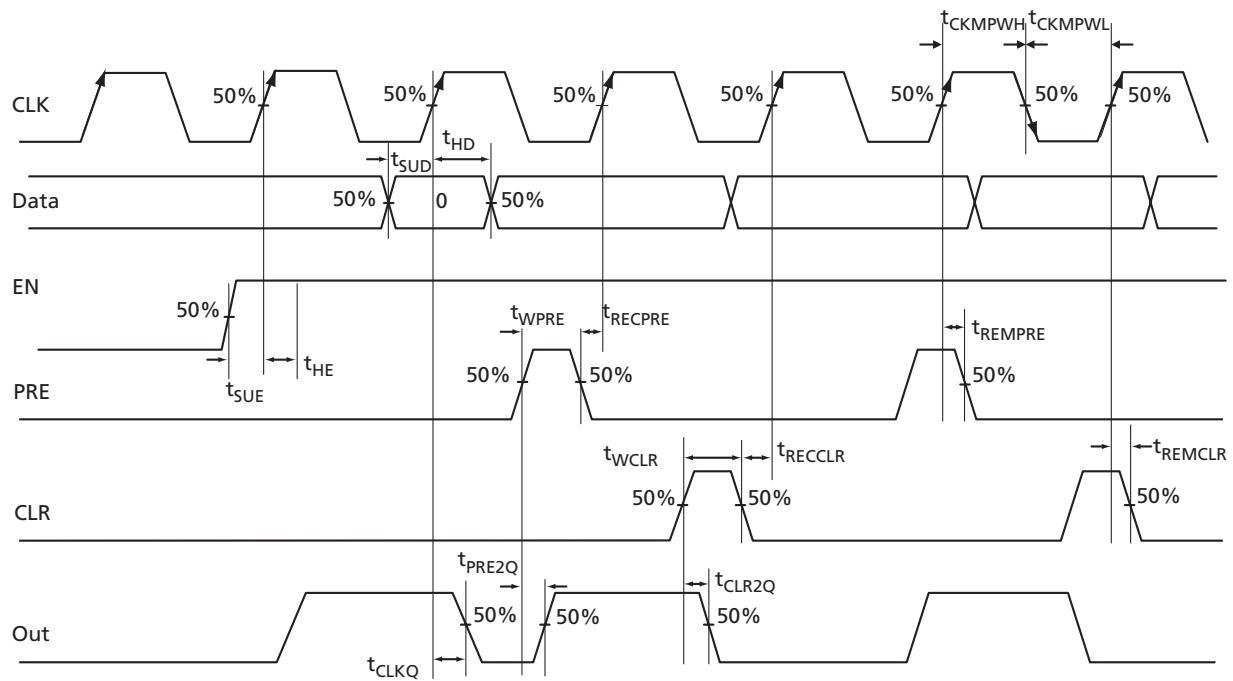 tCKMPWH tCKMPWL
CLK 50% 50% 50% 50% 50% 50% 50%
tSUD tHD
Data 50% 0 50%
EN
50%
tSUE tHE
tWPRE tRECPRE tREMPRE
PRE 50% 50% 50%
tWCLR tRECCLR tREMCLR
CLR 50% 50% 50%
tPRE2Q tCLR2Q
Out 50% 50% 50%
tCLKQ